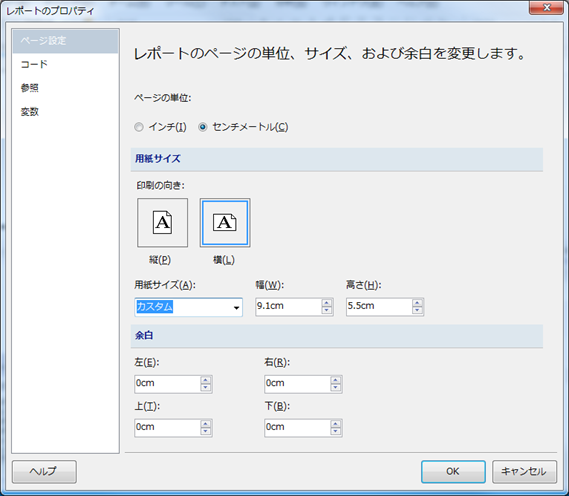 レポートのプロパティ
ページ設定
コード
参照
変数
レポートのページの単位、サイズ、および余白を変更します。
ページの単位:
インチ(I) センチメートル(C)
用紙サイズ
印刷の向き:
A A
縦(P) 横(L)
用紙サイズ(A): 幅(W): 高さ(H):
カスタム 9.1cm 5.5cm
余白
左(E): 右(R):
0cm 0cm
上(T): 下(B):
0cm 0cm
ヘルプ OK キャンセル